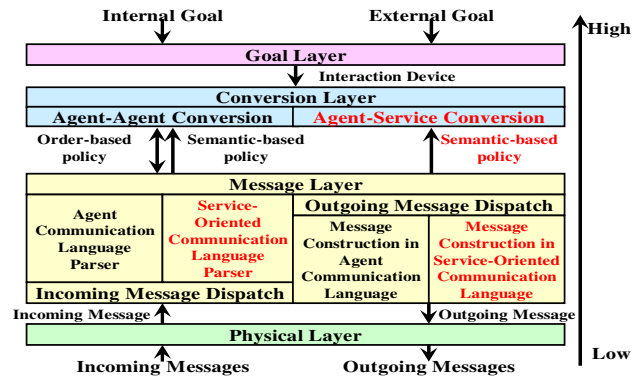 Internal Goal
External Goal
High
Goal Layer
Interaction Device
Conversion Layer
Agent-Agent Conversion
Agent-Service Conversion
Order-based
policy
Semantic-based
policy
Semantic-based
policy
Message Layer
Agent
Communication
Language
Parser
Service-
Oriented
Communication
Language
Parser
Outgoing Message Dispatch
Message
Construction in
Agent
Communication
Language
Message
Construction in
Service-Oriented
Communication
Language
Incoming Message Dispatch
Incoming Message
Outgoing Message
Physical Layer
Low
Incoming Messages
Outgoing Messages